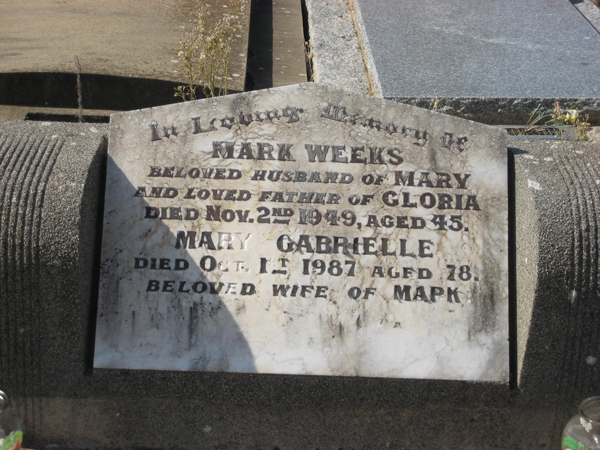 In Loving Memory of
MARK WEEKS
BELOVED HUSBAND OF MARY
AND LOVED FATHER OF GLORIA
DIED NOV. 2ND 1949, AGED 45.
MARY GABRIELLE
DIED OCT. 1ST 1987 AGED 78.
BELOVED WIFE OF MARK